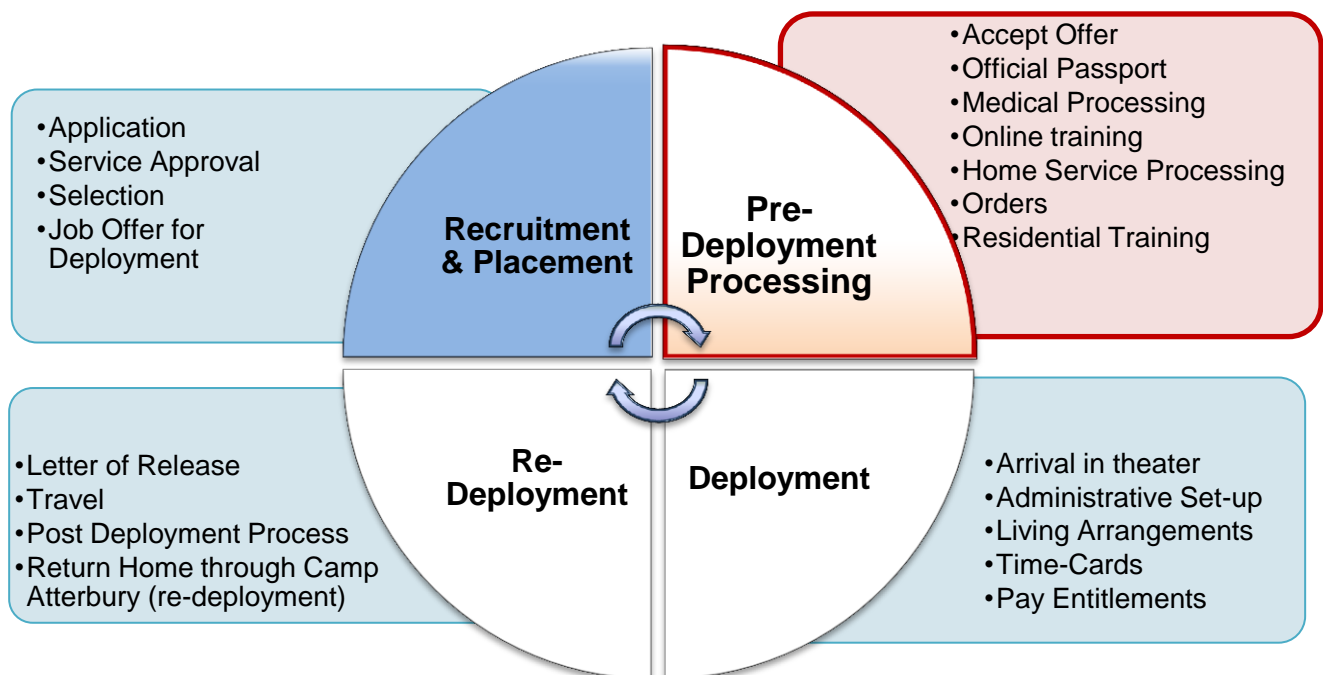 •Application
•Service Approval
•Selection
•Job Offer for
Deployment
Recruitment
& Placement
Pre-
Deployment
Processing
•Accept Offer
•Official Passport
•Medical Processing
•Online training
•Home Service Processing
•Orders
•Residential Training
•Letter of Release
•Travel
•Post Deployment Process
•Return Home through Camp
Atterbury (re-deployment)
Re-
Deployment
Deployment
•Arrival in theater
•Administrative Set-up
•Living Arrangements
•Time-Cards
•Pay Entitlements